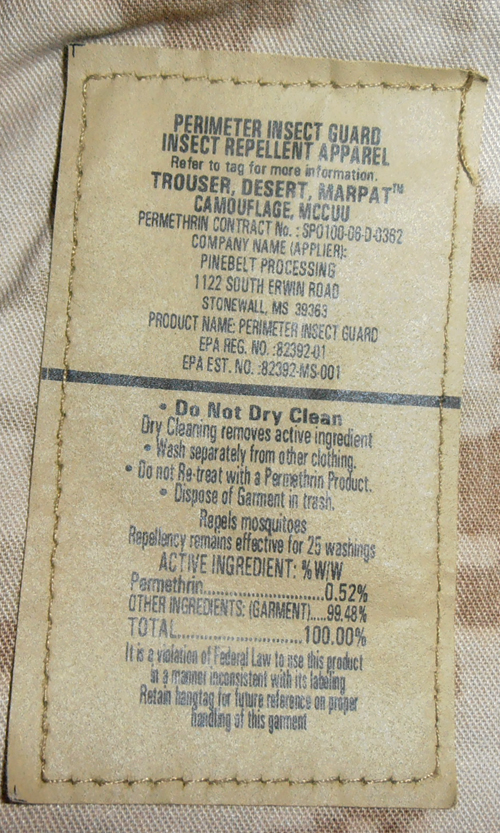 PERIMETER INSECT GUARD
INSECT REPELLENT APPAREL
Refer to tag for more information.
TROUSER, DESERT, MARPAT™
CAMOUFLAGE, MCCUU
PERMETHRIN CONTRACT No. : SPO100-06-D-0362
COMPANY NAME (APPLIER):
PINEBELT PROCESSING
1122 SOUTH ERWIN ROAD
STONEWALL, MS 39363
PRODUCT NAME: PERIMETER INSECT GUARD
EPA REG. NO. :82392-01
EPA EST. NO. :82392-MS-001
• Do Not Dry Clean
Dry Cleaning removes active ingredient
• Wash separately from other clothing.
• Do not Re-treat with a Permethrin Product.
• Dispose of Garment in trash.
Repels mosquitoes
Repellency remains effective for 25 washings
ACTIVE INGREDIENT: % W/W
Permethrin..........................0.52%
OTHER INGREDIENTS: (GARMENT)....99.48%
TOTAL..........................100.00%
It is a violation of Federal Law to use this product
in a manner inconsistent with its labeling
Retain hangtag for future reference on proper
handling of this garment